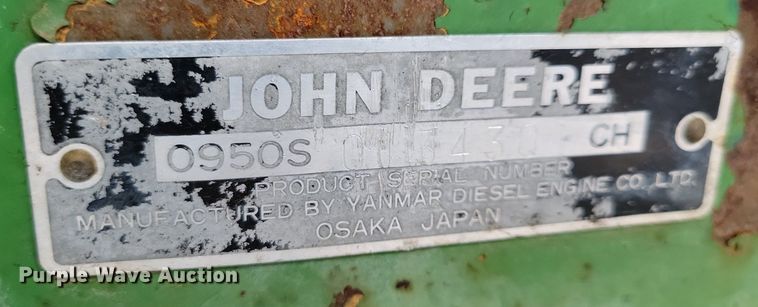 JOHN DEERE
0950S CH
PRODUCT SERIAL NUMBER
MANUFACTURED BY YANMAR DIESEL ENGINE CO., LTD.
OSAKA JAPAN
Purple Wave Auction